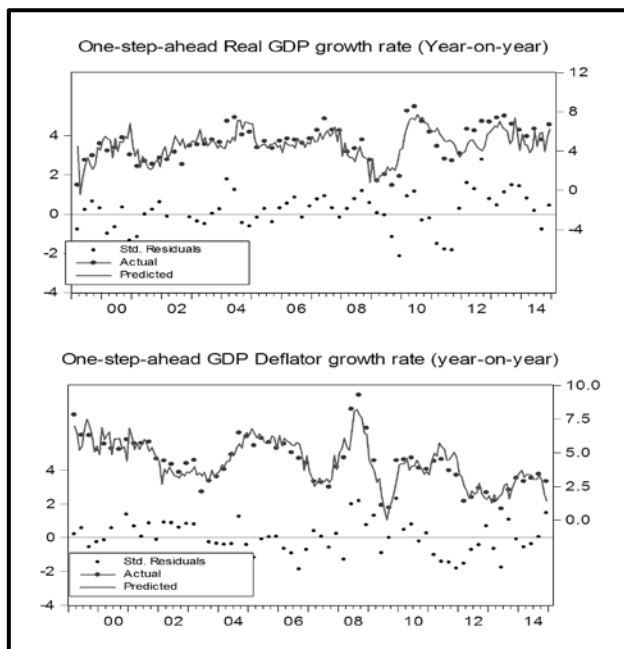 One-step-ahead Real GDP growth rate (Year-on-year)
12
8
4
0
-4
4
2
0
-2
-4
Std. Residuals
Actual
Predicted
00 02 04 06 08 10 12 14
One-step-ahead GDP Deflator growth rate (year-on-year)
10.0
7.5
5.0
2.5
0.0
4
2
0
-2
-4
Std. Residuals
Actual
Predicted
00 02 04 06 08 10 12 14